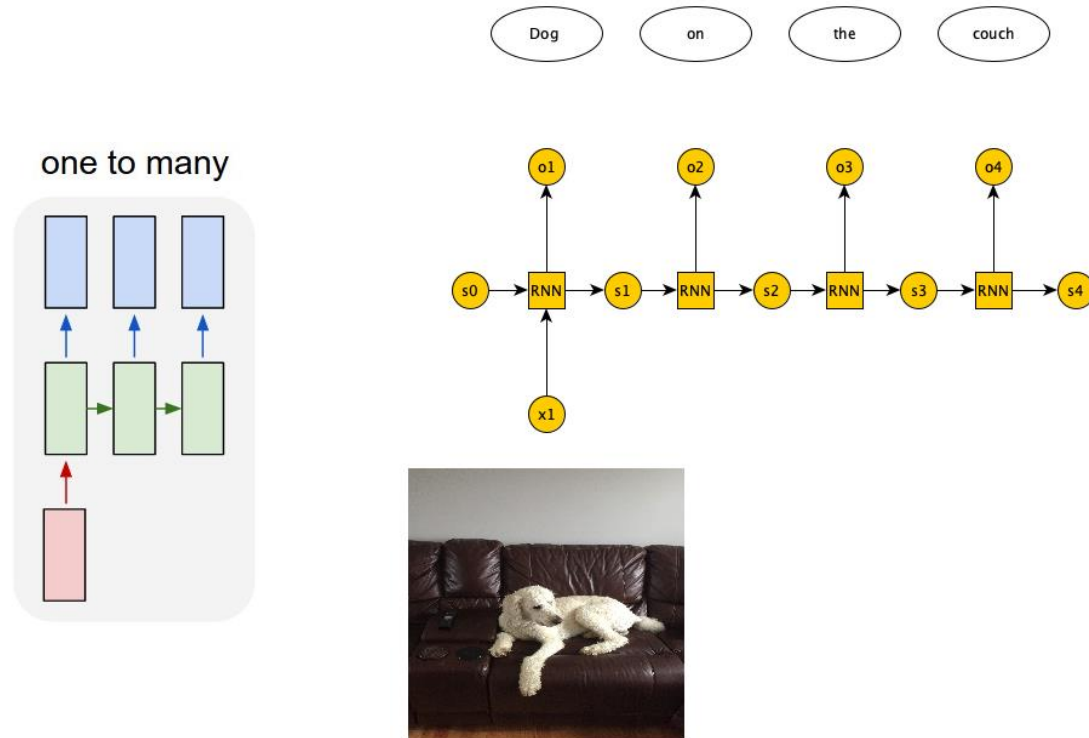 Dog on the couch
one to many
o1 o2 o3 o4
s0 RNN s1 RNN s2 RNN s3 RNN s4
x1